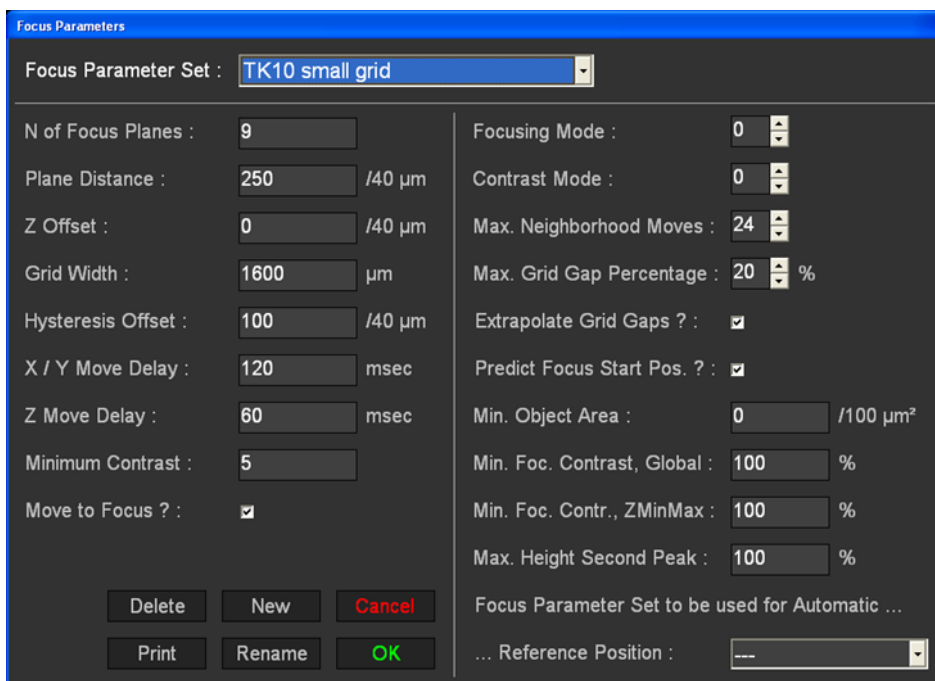 Focus Parameters
Focus Parameter Set : TK10 small grid
N of Focus Planes : 9
Plane Distance : 250 /40 µm
Z Offset : 0 /40 µm
Grid Width : 1600 µm
Hysteresis Offset : 100 /40 µm
X / Y Move Delay : 120 msec
Z Move Delay : 60 msec
Minimum Contrast : 5
Move to Focus ? :
Delete New Cancel
Print Rename OK
Focusing Mode : 0
Contrast Mode : 0
Max. Neighborhood Moves : 24
Max. Grid Gap Percentage : 20 %
Extrapolate Grid Gaps ? :
Predict Focus Start Pos. ? :
Min. Object Area : 0 /100 µm²
Min. Foc. Contrast, Global : 100 %
Min. Foc. Contr., ZMinMax : 100 %
Max. Height Second Peak : 100 %
Focus Parameter Set to be used for Automatic ...
... Reference Position : ---